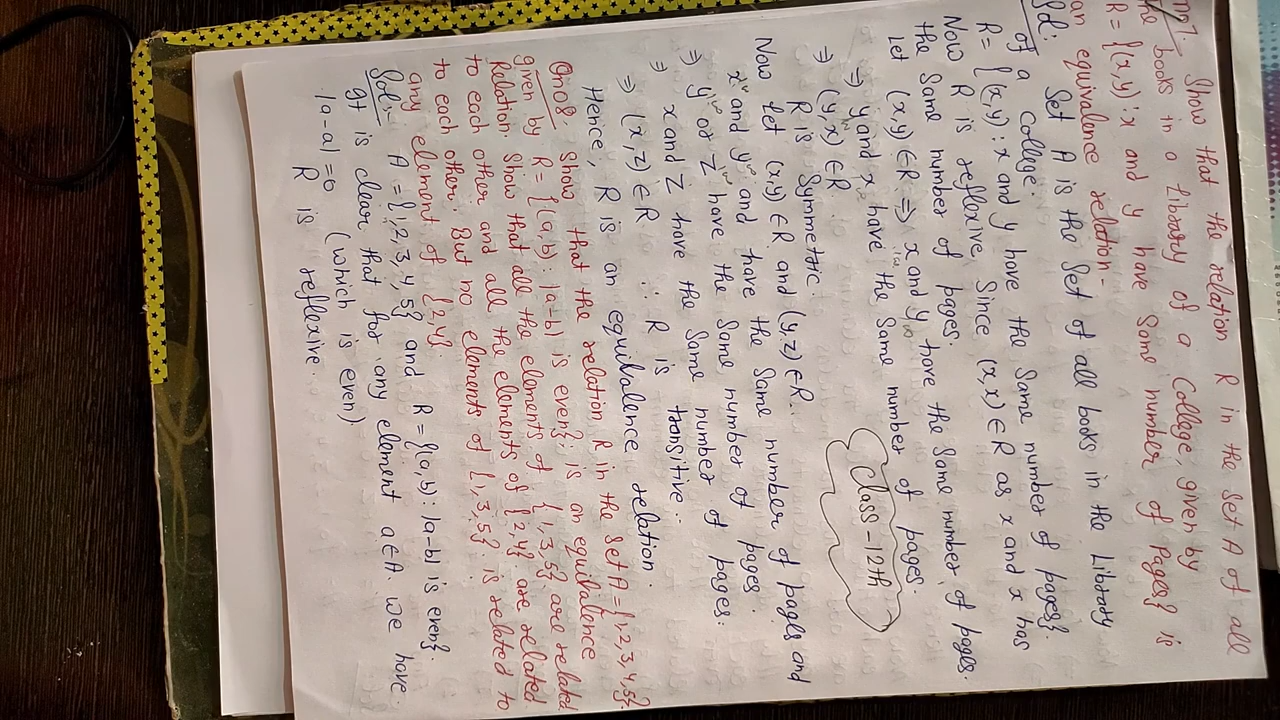 Show that the relation R in the set A of all
the books in a library of a College, given by
R = {(x,y): x and y have same number of Pages} is
an equivalence relation-
Sol: Set A is the set of all books in the Library
of a college.
R = {(x,y): x and y have the same number of pages}.
Now R is reflexive, Since (x,x) ∈ R as x and x has
the same number of pages.
Let (x,y) ∈ R ⇒ x and y have the same number of pages.
⇒ y and x have the same number of pages.
⇒ (y,x) ∈ R
R is Symmetric.
Class-12th
Now let (x,y) ∈ R and (y,z) ∈ R.
x and y and have the same number of pages and
⇒ y or z have the same number of pages.
⇒ x and z have the same number of pages.
⇒ (x,z) ∈ R ∴ R is transitive.
Hence, R is an equibalence relation.
Qno8. Show that the relation R in the set A = {1,2,3,4,5}
given by R = {(a,b): |a-b| is even}; is an equibalence
Relation. Show that all the elements of {1,3,5} are related
to each other and all the elements of {2,4} are related
to each other. But no elements of {1,3,5} is related to
any element of {2,4}.
Sol:- A = {1,2,3,4,5} and R = {(a,b): |a-b| is even}.
It is clear that for any element a∈A. we have
|a-a|=0 (which is even)
R is reflexive.